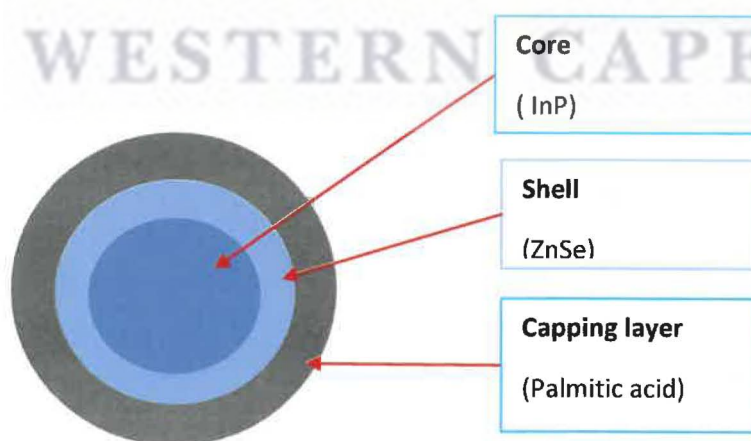 WESTERN CAPE
Core
( InP)
Shell
(ZnSe)
Capping layer
(Palmitic acid)